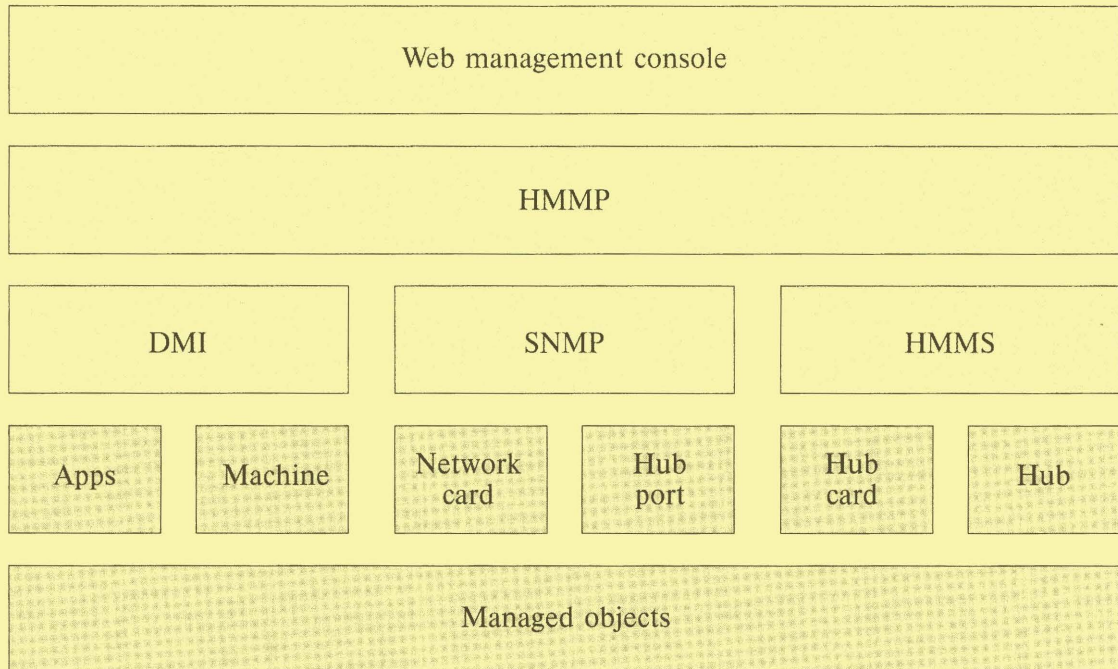 Web management console
HMMP
DMI
SNMP
HMMS
Apps
Machine
Network
card
Hub
port
Hub
card
Hub
Managed objects